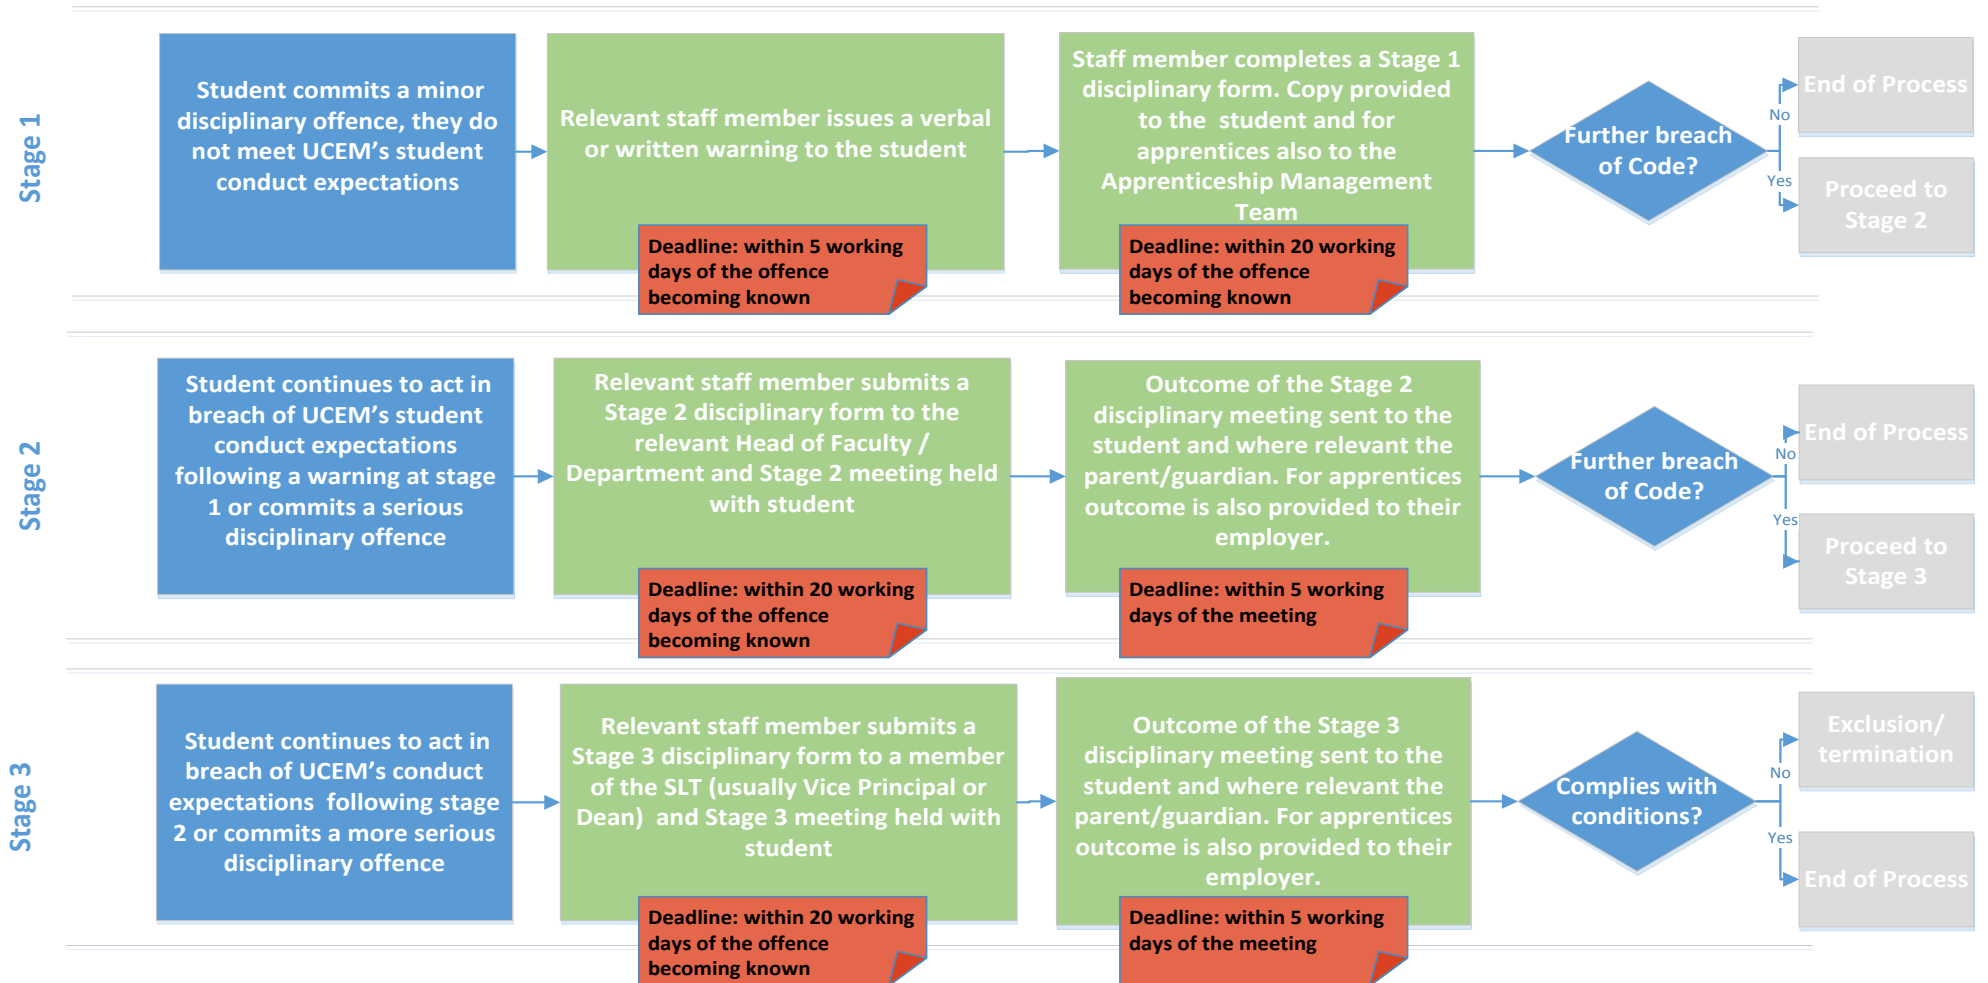 Stage 1
Student commits a minor
disciplinary offence, they do
not meet UCEM’s student
conduct expectations
Relevant staff member issues a verbal
or written warning to the student
Deadline: within 5 working
days of the offence
becoming known
Staff member completes a Stage 1
disciplinary form. Copy provided
to the student and for
apprentices also to the
Apprenticeship Management
Team
Deadline: within 20 working
days of the offence
becoming known
Further breach
of Code?
No
End of Process
Yes
Proceed to
Stage 2
Stage 2
Student continues to act in
breach of UCEM’s student
conduct expectations
following a warning at stage
1 or commits a serious
disciplinary offence
Relevant staff member submits a
Stage 2 disciplinary form to the
relevant Head of Faculty /
Department and Stage 2 meeting held
with student
Deadline: within 20 working
days of the offence
becoming known
Outcome of the Stage 2
disciplinary meeting sent to the
student and where relevant the
parent/guardian. For apprentices
outcome is also provided to their
employer.
Deadline: within 5 working
days of the meeting
Further breach
of Code?
No
End of Process
Yes
Proceed to
Stage 3
Stage 3
Student continues to act in
breach of UCEM’s conduct
expectations following stage
2 or commits a more serious
disciplinary offence
Relevant staff member submits a
Stage 3 disciplinary form to a member
of the SLT (usually Vice Principal or
Dean) and Stage 3 meeting held with
student
Deadline: within 20 working
days of the offence
becoming known
Outcome of the Stage 3
disciplinary meeting sent to the
student and where relevant the
parent/guardian. For apprentices
outcome is also provided to their
employer.
Deadline: within 5 working
days of the meeting
Complies with
conditions?
No
Exclusion/
termination
Yes
End of Process